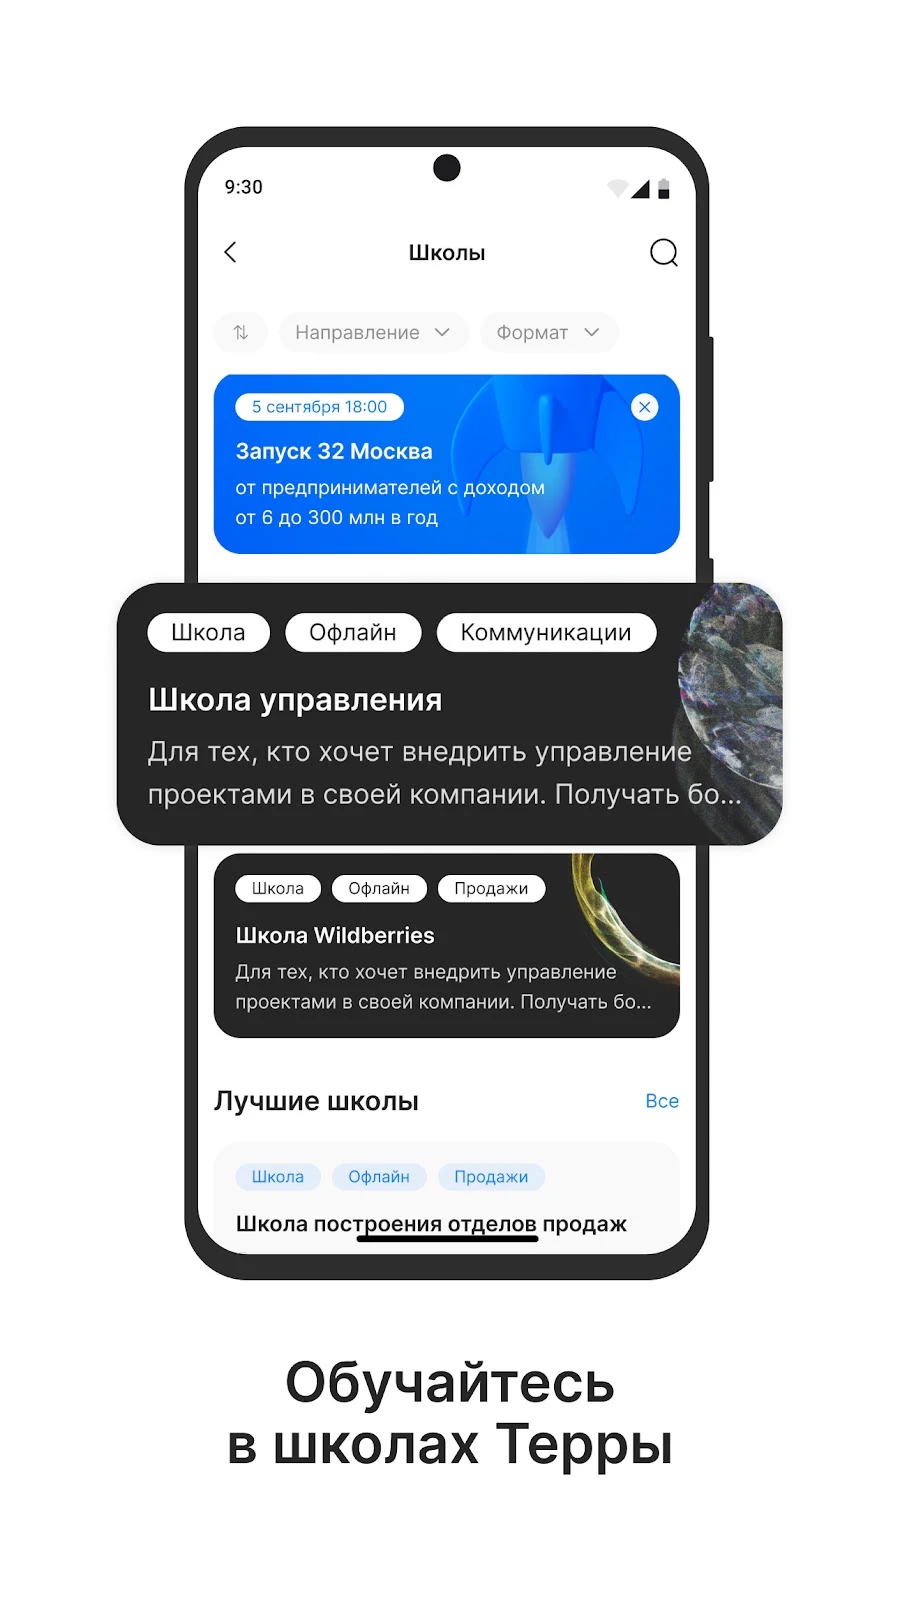 9:30
Школы
Направление
Формат
5 сентября 18:00
Запуск 32 Москва
от предпринимателей с доходом
от 6 до 300 млн в год
Школа Офлайн Коммуникации
Школа управления
Для тех, кто хочет внедрить управление
проектами в своей компании. Получать бо...
Школа Офлайн Продажи
Школа Wildberries
Для тех, кто хочет внедрить управление
проектами в своей компании. Получать бо...
Лучшие школы Все
Школа Офлайн Продажи
Школа построения отделов продаж
Обучайтесь
в школах Терры